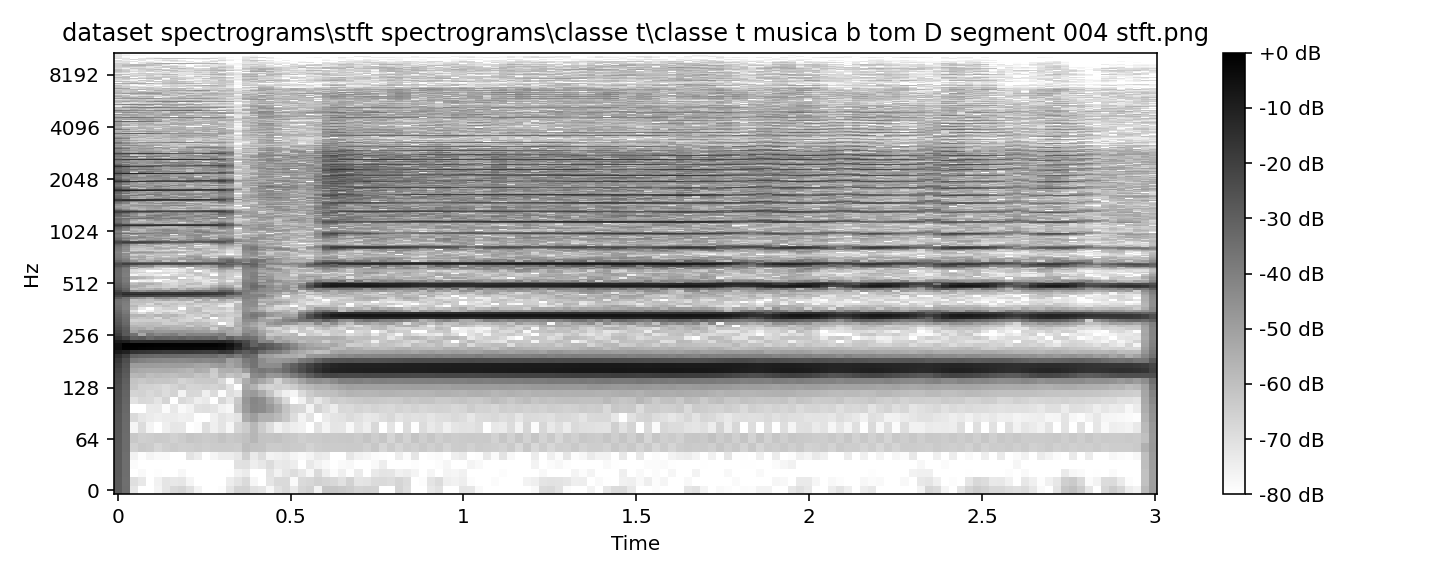 dataset spectrograms\stft spectrograms\classe t\classe t musica b tom D segment 004 stft.png
8192
4096
2048
1024
512
256
128
64
0
Hz
0
0.5
1
1.5
2
2.5
3
Time
+0 dB
-10 dB
-20 dB
-30 dB
-40 dB
-50 dB
-60 dB
-70 dB
-80 dB